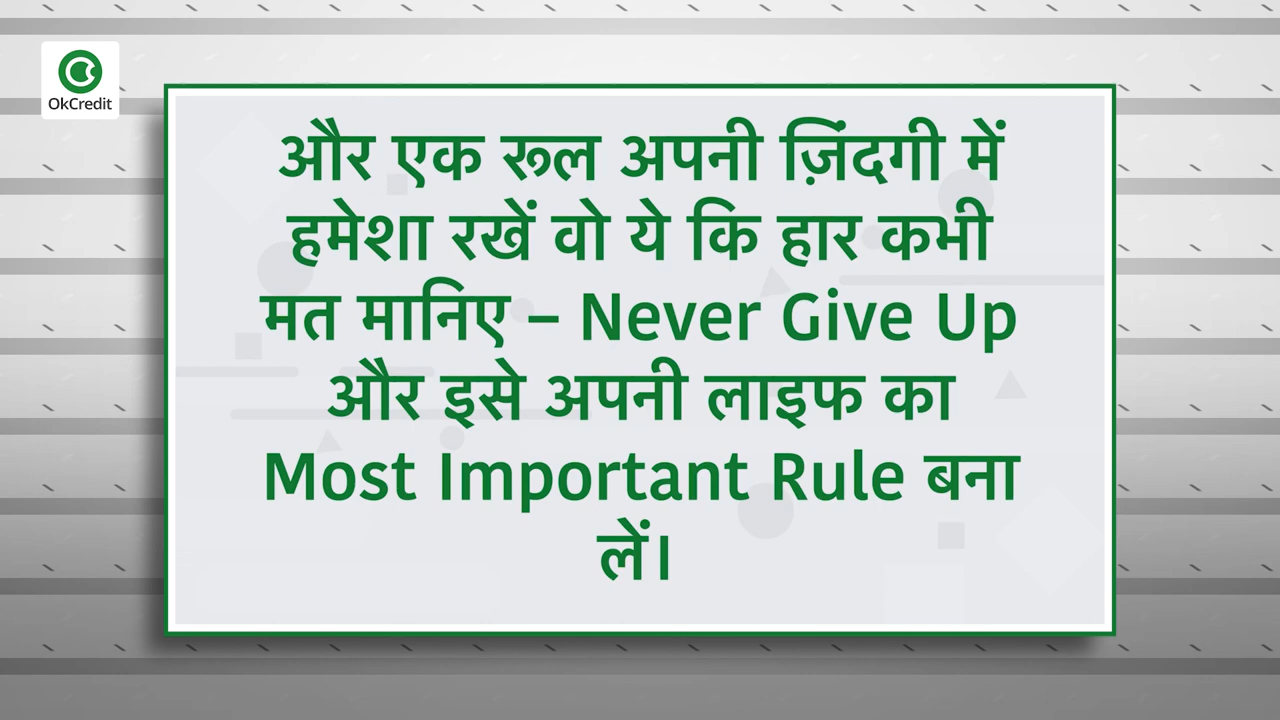 OkCredit
और एक रूल अपनी ज़िंदगी में
हमेशा रखें वो ये कि हार कभी
मत मानिए – Never Give Up
और इसे अपनी लाइफ का
Most Important Rule बना
लें।